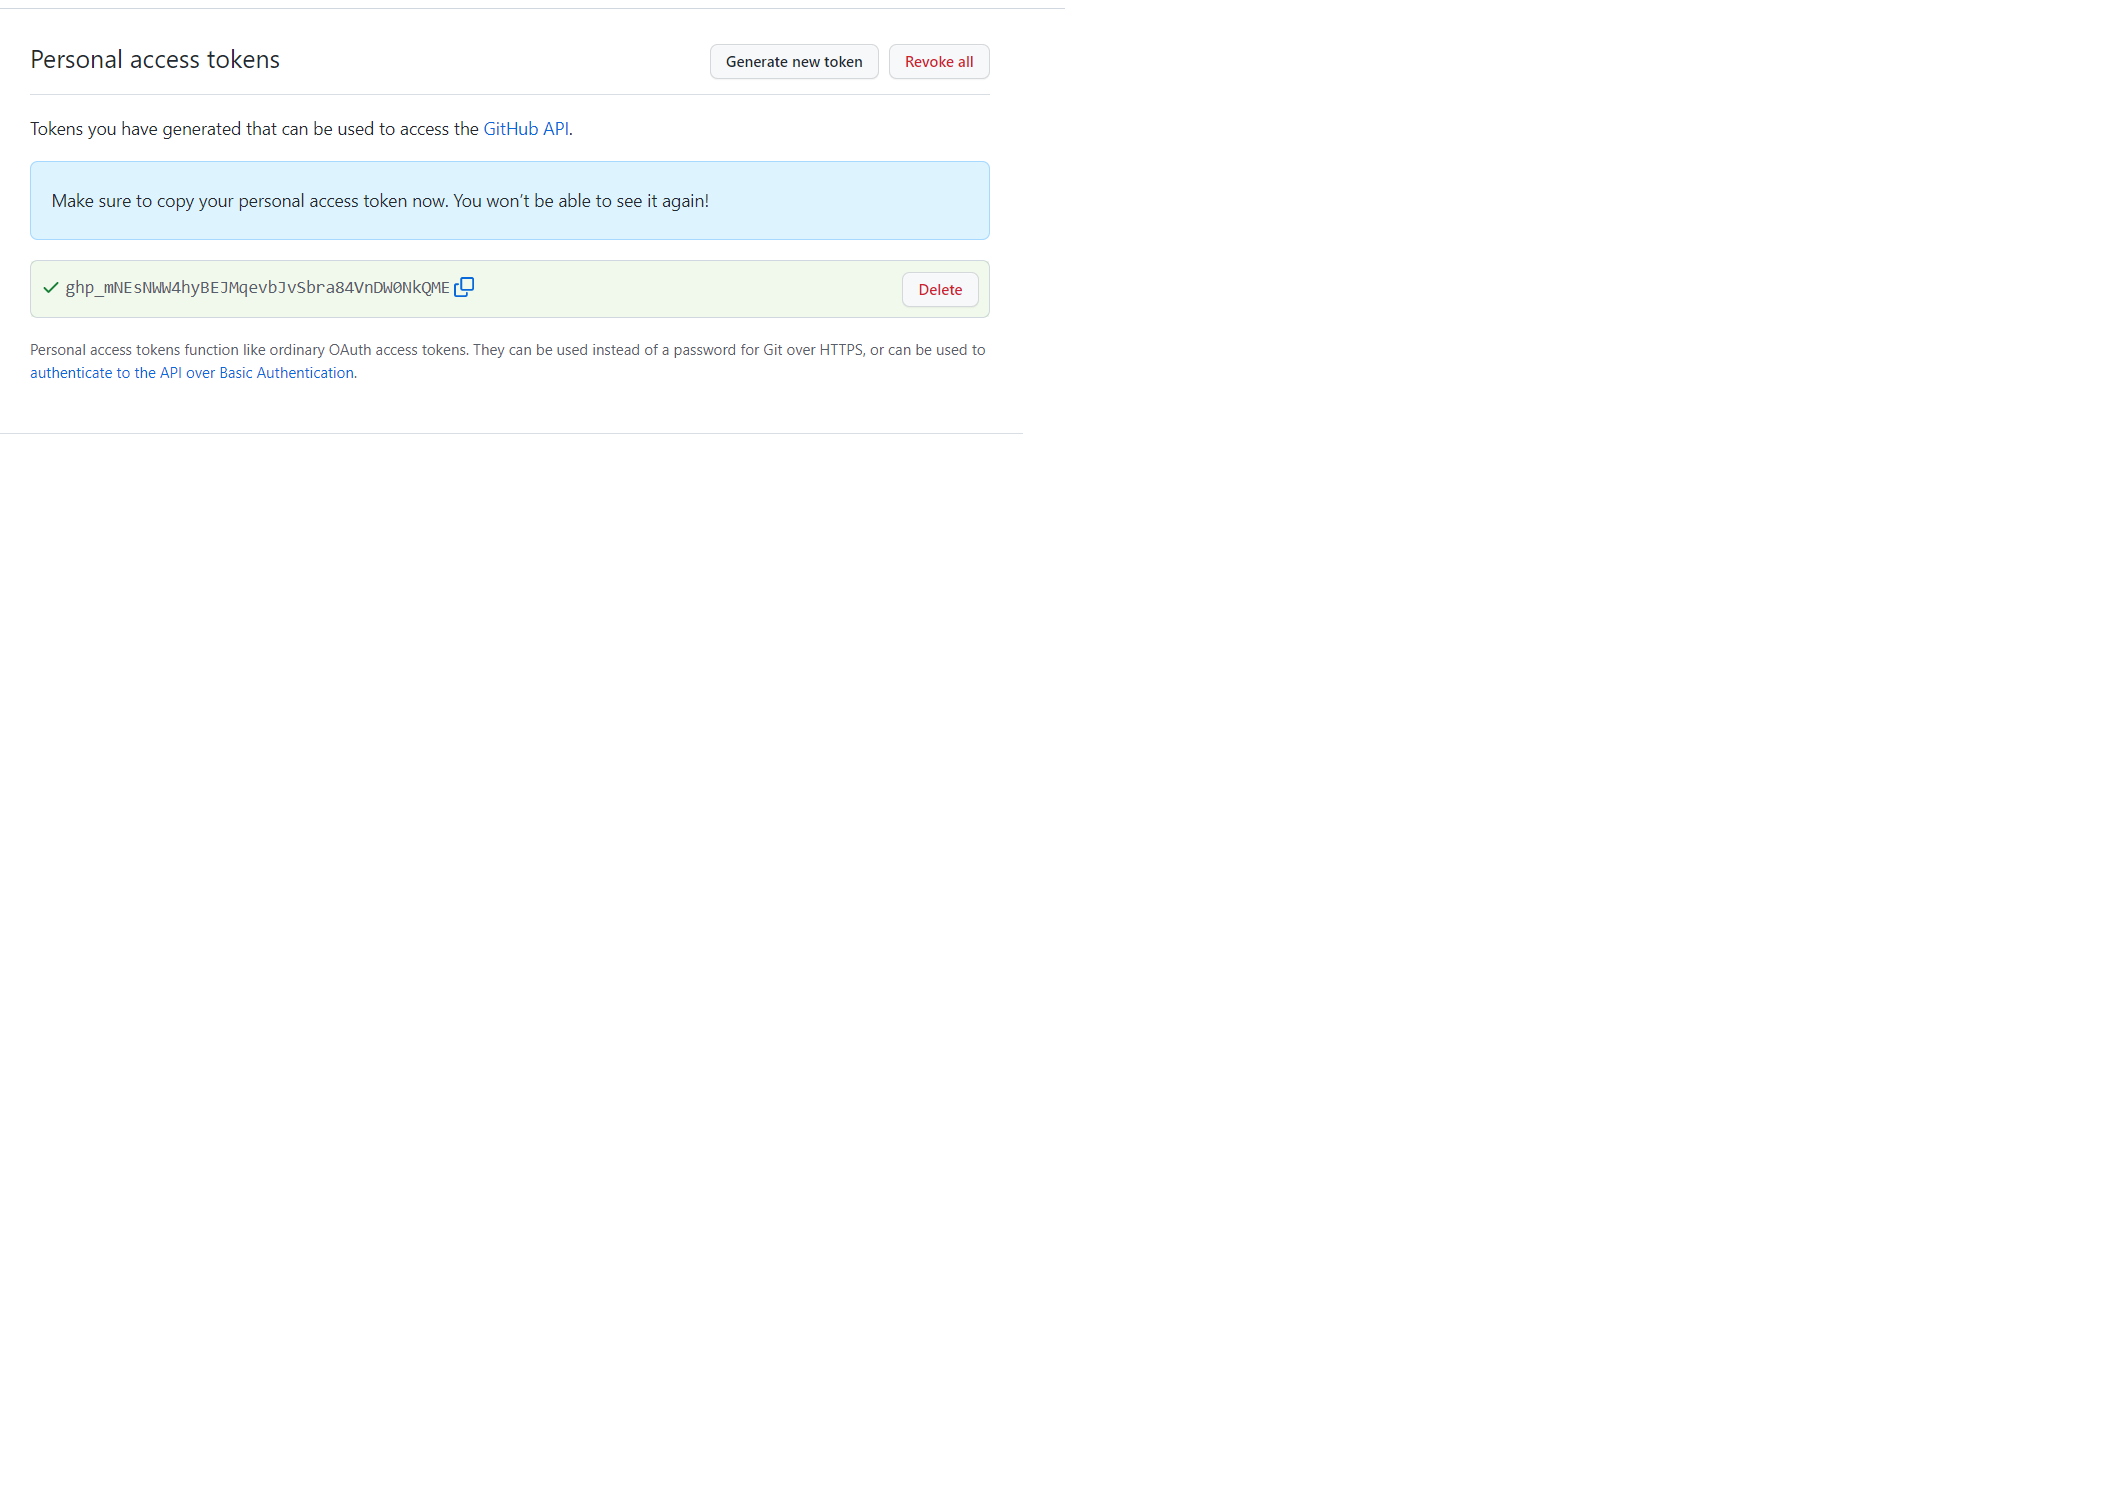 Personal access tokens
Generate new token
Revoke all
Tokens you have generated that can be used to access the GitHub API.
Make sure to copy your personal access token now. You won’t be able to see it again!
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
Delete
Personal access tokens function like ordinary OAuth access tokens. They can be used instead of a password for Git over HTTPS, or can be used to
authenticate to the API over Basic Authentication.